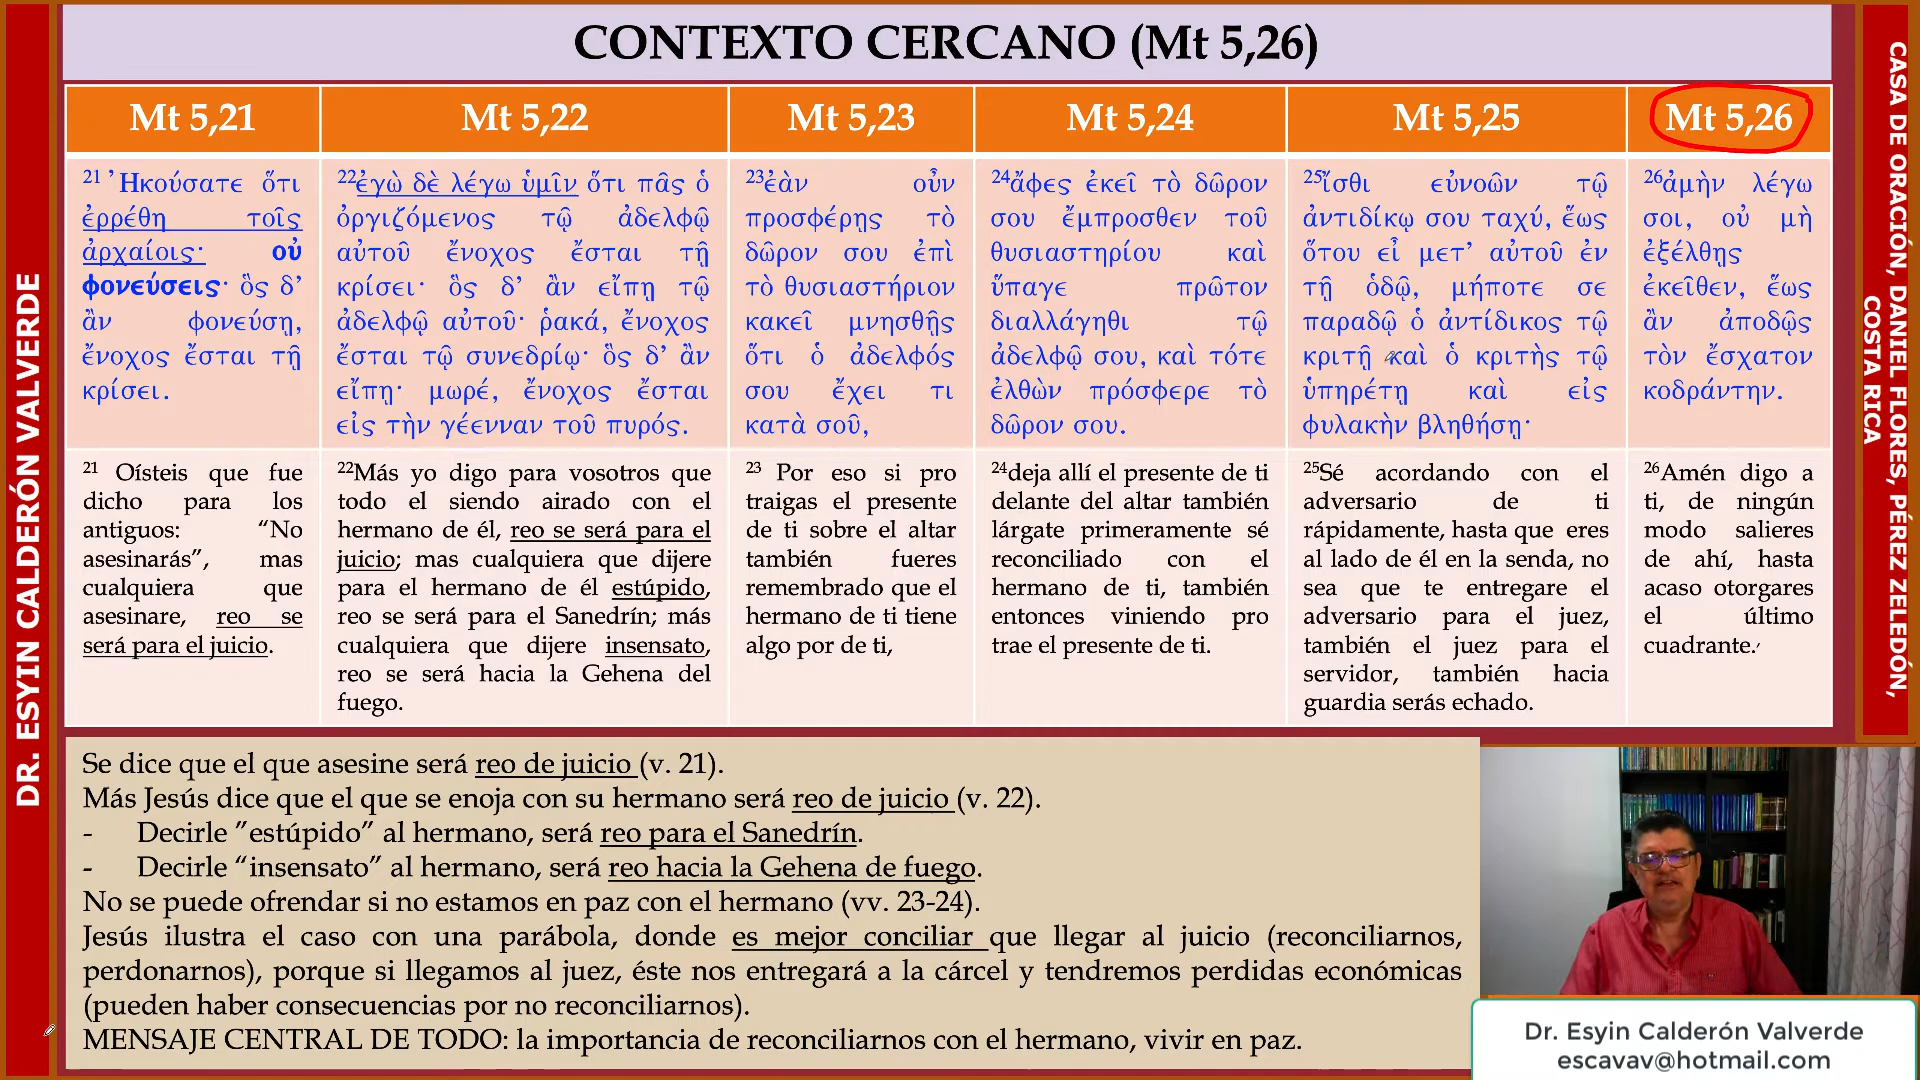 CONTEXTO CERCANO (Mt 5,26)
Mt 5,21
Mt 5,22
Mt 5,23
Mt 5,24
Mt 5,25
Mt 5,26
21 Ἠκούσατε ὅτι
ἐρρέθη τοῖς
ἀρχαίοις· οὐ
φονεύσεις· ὃς δ’
ἂν φονεύσῃ,
ἔνοχος ἔσται τῇ
κρίσει.
22ἐγὼ δὲ λέγω ὑμῖν ὅτι πᾶς ὁ
ὀργιζόμενος τῷ ἀδελφῷ
αὐτοῦ ἔνοχος ἔσται τῇ
κρίσει· ὃς δ’ ἂν εἴπῃ τῷ
ἀδελφῷ αὐτοῦ· ῥακά, ἔνοχος
ἔσται τῷ συνεδρίῳ· ὃς δ’ ἂν
εἴπῃ· μωρέ, ἔνοχος ἔσται
εἰς τὴν γέενναν τοῦ πυρός.
23ἐὰν οὖν
προσφέρῃς τὸ
δῶρον σου ἐπὶ
τὸ θυσιαστήριον
κακεῖ μνησθῇς
ὅτι ὁ ἀδελφός
σου ἔχει τι
κατὰ σοῦ,
24ἄφες ἐκεῖ τὸ δῶρον
σου ἔμπροσθεν τοῦ
θυσιαστηρίου καὶ
ὕπαγε πρῶτον
διαλλάγηθι τῷ
ἀδελφῷ σου, καὶ τότε
ἐλθὼν πρόσφερε τὸ
δῶρον σου.
25ἴσθι εὐνοῶν τῷ
ἀντιδίκῳ σου ταχύ, ἕως
ὅτου εἶ μετ’ αὐτοῦ ἐν
τῇ ὁδῷ, μήποτε σε
παραδῷ ὁ ἀντίδικος τῷ
κριτῇ καὶ ὁ κριτὴς τῷ
ὑπηρέτῃ καὶ εἰς
φυλακὴν βληθήσῃ·
26ἀμὴν λέγω
σοι, οὐ μὴ
ἐξέλθῃς
ἐκεῖθεν, ἕως
ἂν ἀποδῷς
τὸν ἔσχατον
κοδράντην.
21 Oísteis que fue
dicho para los
antiguos: “No
asesinarás”, mas
cualquiera que
asesinare, reo se
será para el juicio.
22Más yo digo para vosotros que
todo el siendo airado con el
hermano de él, reo se será para el
juicio; mas cualquiera que dijere
para el hermano de él estúpido,
reo se será para el Sanedrín; más
cualquiera que dijere insensato,
reo se será hacia la Gehena del
fuego.
23 Por eso si pro
traigas el presente
de ti sobre el altar
también fueres
remembrado que el
hermano de ti tiene
algo por de ti,
24deja allí el presente de ti
delante del altar también
lárgate primeramente sé
reconciliado con el
hermano de ti, también
entonces viniendo pro
trae el presente de ti.
25Sé acordando con el
adversario de ti
rápidamente, hasta que eres
al lado de él en la senda, no
sea que te entregare el
adversario para el juez,
también el juez para el
servidor, también hacia
guardia serás echado.
26Amén digo a
ti, de ningún
modo salieres
de ahí, hasta
acaso otorgares
el último
cuadrante.
Se dice que el que asesine será reo de juicio (v. 21).
Más Jesús dice que el que se enoja con su hermano será reo de juicio (v. 22).
- Decirle ”estúpido” al hermano, será reo para el Sanedrín.
- Decirle “insensato” al hermano, será reo hacia la Gehena de fuego.
No se puede ofrendar si no estamos en paz con el hermano (vv. 23-24).
Jesús ilustra el caso con una parábola, donde es mejor conciliar que llegar al juicio (reconciliarnos,
perdonarnos), porque si llegamos al juez, éste nos entregará a la cárcel y tendremos perdidas económicas
(pueden haber consecuencias por no reconciliarnos).
MENSAJE CENTRAL DE TODO: la importancia de reconciliarnos con el hermano, vivir en paz.
DR. ESYIN CALDERÓN VALVERDE
CASA DE ORACIÓN, DANIEL FLORES, PÉREZ ZELEDÓN,
COSTA RICA
Dr. Esyin Calderón Valverde
escavav@hotmail.com